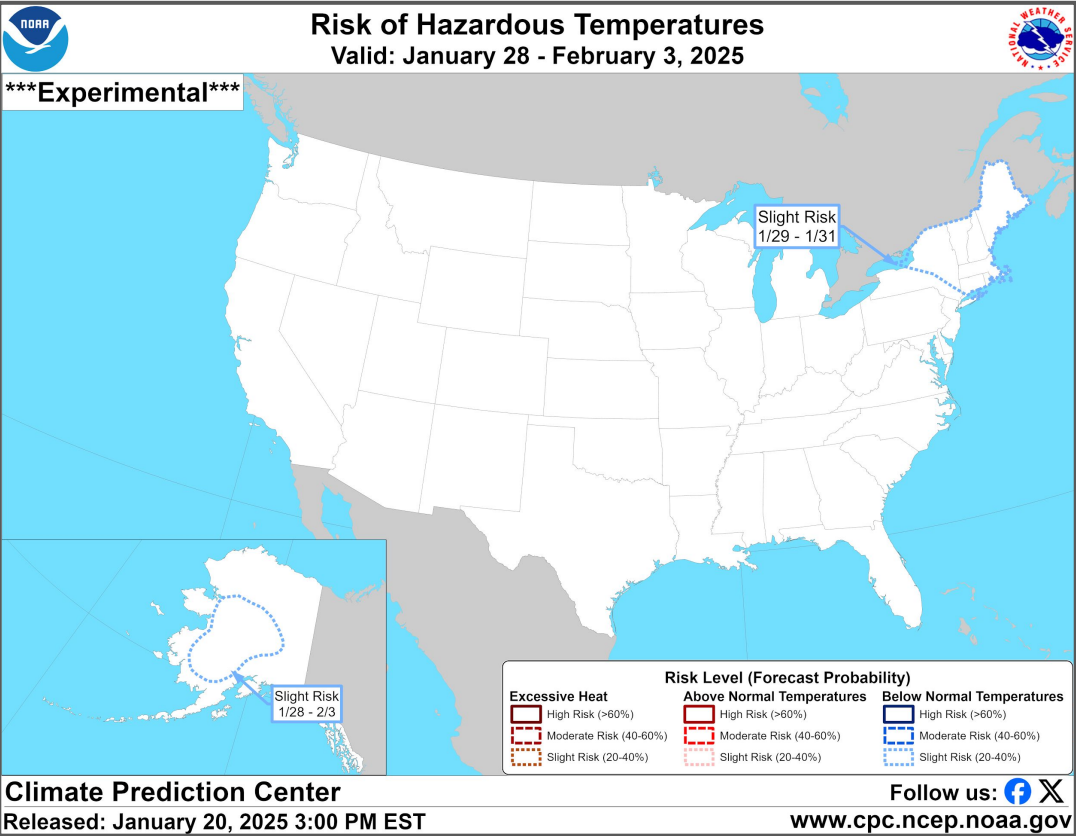 NOAA
Risk of Hazardous Temperatures
Valid: January 28 - February 3, 2025
NATIONAL WEATHER SERVICE
***Experimental***
Slight Risk
1/29 - 1/31
Slight Risk
1/28 - 2/3
Risk Level (Forecast Probability)
Excessive Heat
High Risk (>60%)
Moderate Risk (40-60%)
Slight Risk (20-40%)
Above Normal Temperatures
High Risk (>60%)
Moderate Risk (40-60%)
Slight Risk (20-40%)
Below Normal Temperatures
High Risk (>60%)
Moderate Risk (40-60%)
Slight Risk (20-40%)
Climate Prediction Center
Follow us:
Released: January 20, 2025 3:00 PM EST
www.cpc.ncep.noaa.gov